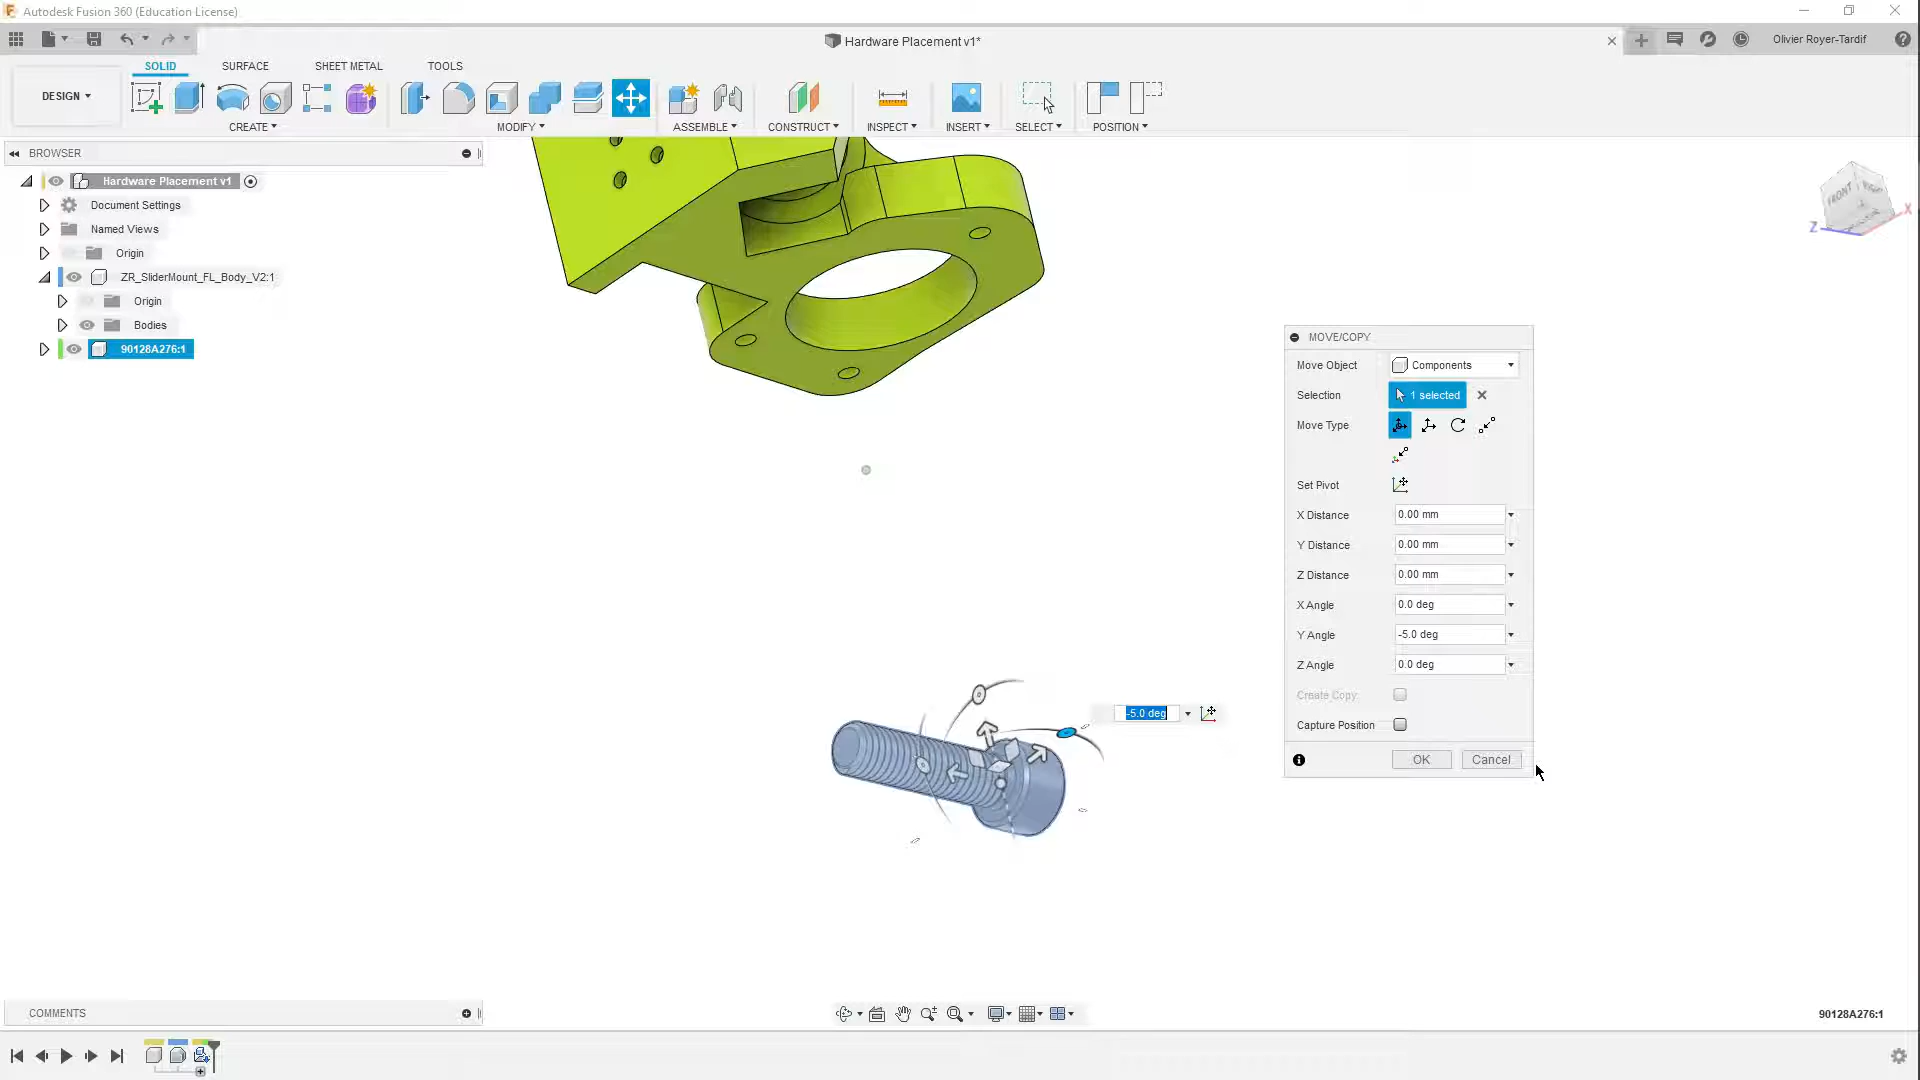 Autodesk Fusion 360 (Education License)
Hardware Placement v1*
Olivier Royer-Tardif
SOLID
SURFACE
SHEET METAL
TOOLS
DESIGN
CREATE
MODIFY
ASSEMBLE
CONSTRUCT
INSPECT
INSERT
SELECT
POSITION
BROWSER
Hardware Placement v1
Document Settings
Named Views
Origin
ZR_SliderMount_FL_Body_V2:1
Origin
Bodies
90128A276:1
FRONT
RIGHT
X
Z
MOVE/COPY
Move Object
Components
Selection
1 selected
Move Type
Set Pivot
X Distance
0.00 mm
Y Distance
0.00 mm
Z Distance
0.00 mm
X Angle
0.0 deg
Y Angle
-5.0 deg
Z Angle
0.0 deg
Create Copy
Capture Position
OK
Cancel
-5.0 deg
COMMENTS
90128A276:1